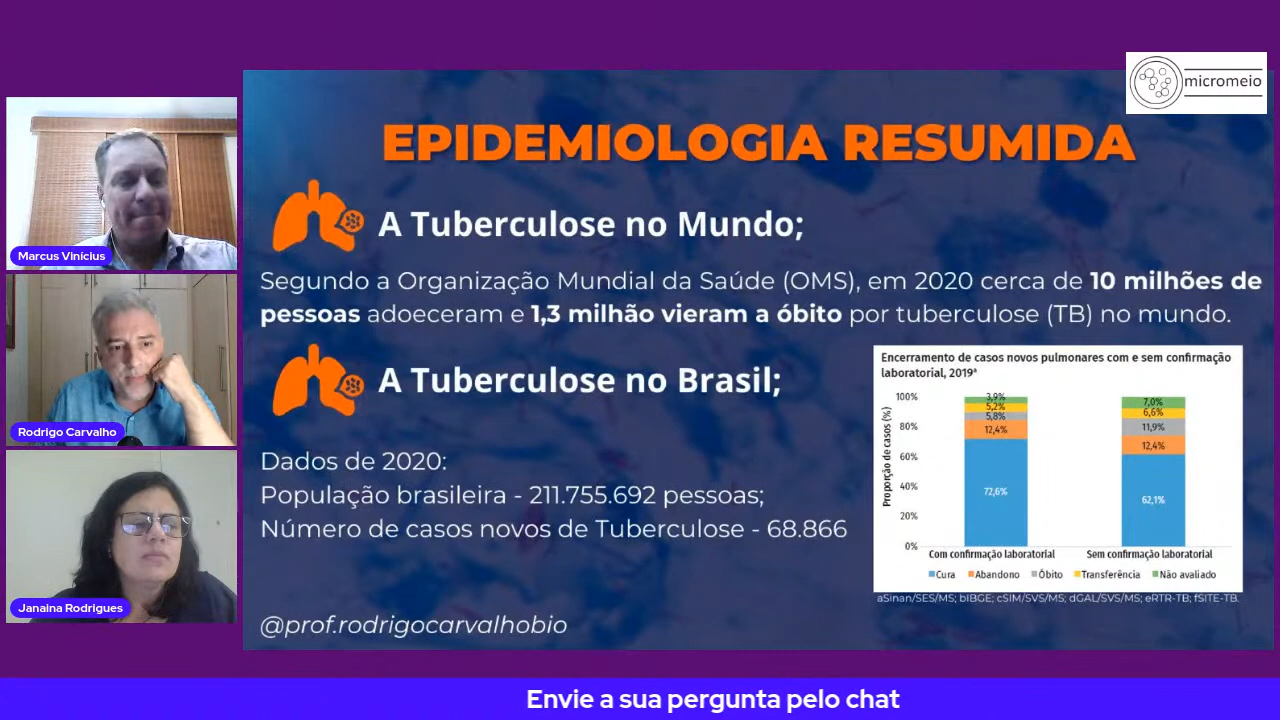 micromeio
EPIDEMIOLOGIA RESUMIDA
A Tuberculose no Mundo;
Segundo a Organização Mundial da Saúde (OMS), em 2020 cerca de 10 milhões de
pessoas adoeceram e 1,3 milhão vieram a óbito por tuberculose (TB) no mundo.
A Tuberculose no Brasil;
Dados de 2020:
População brasileira - 211.755.692 pessoas;
Número de casos novos de Tuberculose - 68.866
Encerramento de casos novos pulmonares com e sem confirmação
laboratorial, 2019ª
Proporção de casos (%)
100%
80%
60%
40%
20%
0%
3,9%
5,2%
5,8%
12,4%
72,6%
7,0%
6,6%
11,9%
12,4%
62,1%
Com confirmação laboratorial
Sem confirmação laboratorial
Cura Abandono Óbito Transferência Não avaliado
aSinan/SES/MS; bIBGE; cSIM/SVS/MS; dGAL/SVS/MS; eRTR-TB; fSITE-TB.
@prof.rodrigocarvalhobio
Marcus Vinícius
Rodrigo Carvalho
Janaina Rodrigues
Envie a sua pergunta pelo chat